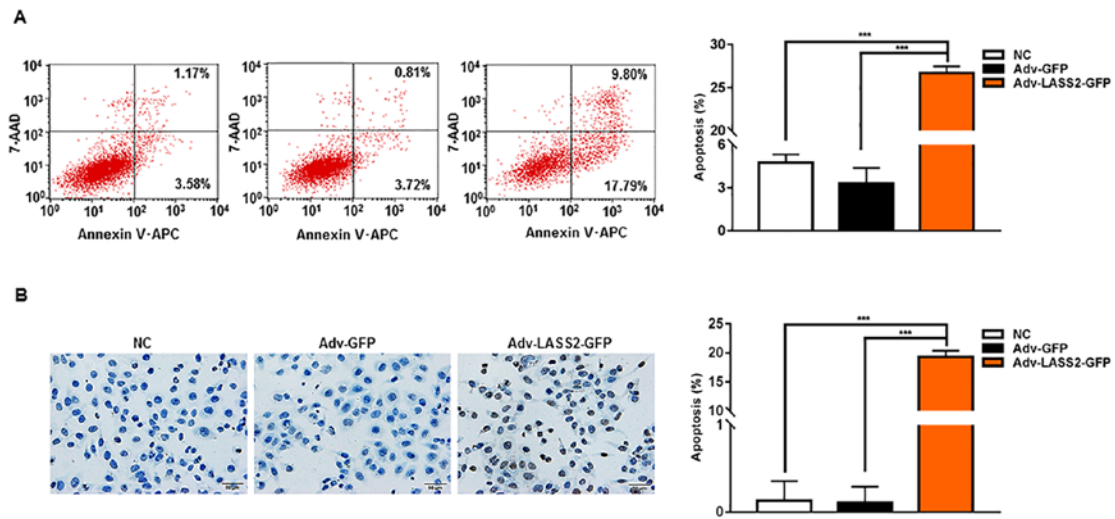 A
10⁴
10³
10²
10¹
10⁰
7-AAD
1.17%
3.58%
10⁰ 10¹ 10² 10³ 10⁴
Annexin V-APC
10⁴
10³
10²
10¹
10⁰
7-AAD
0.81%
3.72%
10⁰ 10¹ 10² 10³ 10⁴
Annexin V-APC
10⁴
10³
10²
10¹
10⁰
7-AAD
9.80%
17.79%
10⁰ 10¹ 10² 10³ 10⁴
Annexin V-APC
Apoptosis (%)
30
25
20
6
3
0
***
***
NC
Adv-GFP
Adv-LASS2-GFP
B
NC
Adv-GFP
Adv-LASS2-GFP
Apoptosis (%)
25
20
15
10
1
0
***
***
NC
Adv-GFP
Adv-LASS2-GFP